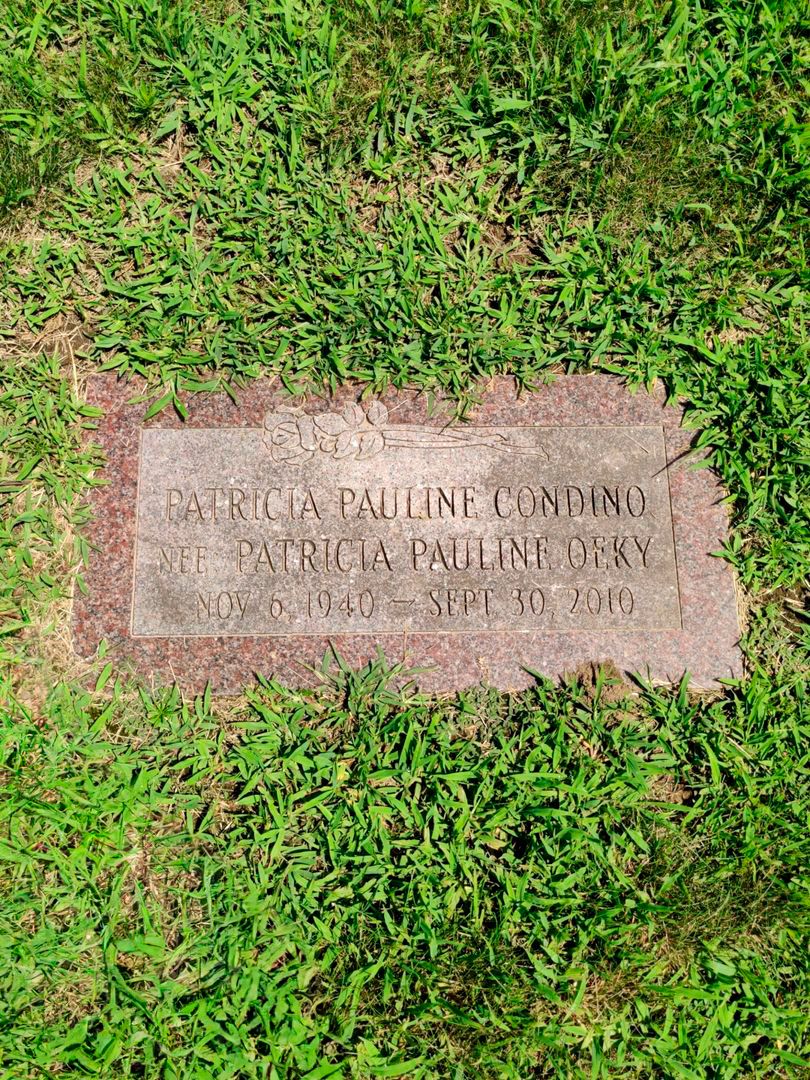 PATRICIA PAULINE CONDINO
NEE PATRICIA PAULINE OEKY
NOV 6, 1940 – SEPT. 30, 2010